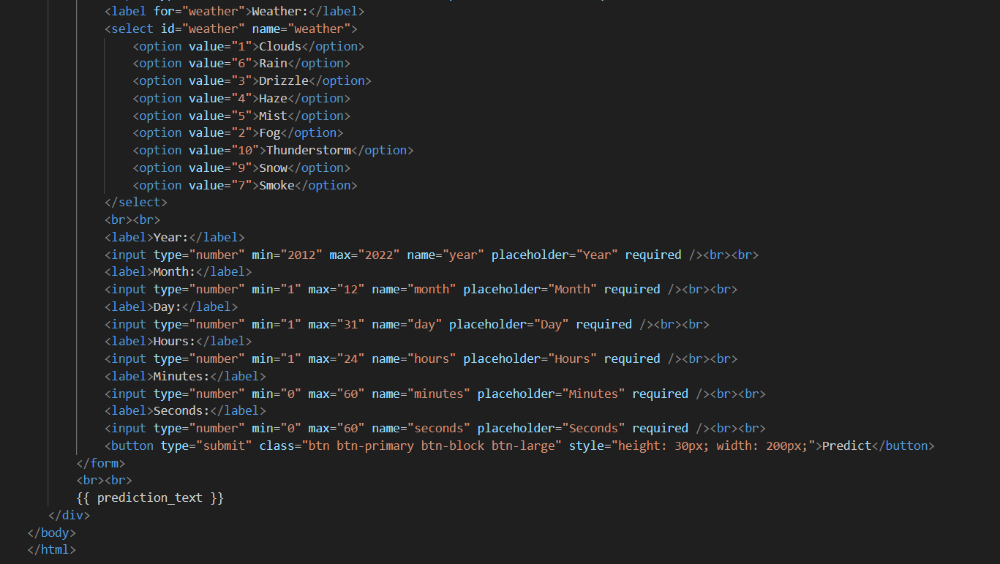 <label for="weather">Weather:</label>
<select id="weather" name="weather">
<option value="1">Clouds</option>
<option value="6">Rain</option>
<option value="3">Drizzle</option>
<option value="4">Haze</option>
<option value="5">Mist</option>
<option value="2">Fog</option>
<option value="10">Thunderstorm</option>
<option value="9">Snow</option>
<option value="7">Smoke</option>
</select>
<br><br>
<label>Year:</label>
<input type="number" min="2012" max="2022" name="year" placeholder="Year" required /><br><br>
<label>Month:</label>
<input type="number" min="1" max="12" name="month" placeholder="Month" required /><br><br>
<label>Day:</label>
<input type="number" min="1" max="31" name="day" placeholder="Day" required /><br><br>
<label>Hours:</label>
<input type="number" min="1" max="24" name="hours" placeholder="Hours" required /><br><br>
<label>Minutes:</label>
<input type="number" min="0" max="60" name="minutes" placeholder="Minutes" required /><br><br>
<label>Seconds:</label>
<input type="number" min="0" max="60" name="seconds" placeholder="Seconds" required /><br><br>
<button type="submit" class="btn btn-primary btn-block btn-large" style="height: 30px; width: 200px;">Predict</button>
</form>
<br><br>
{{ prediction_text }}
</div>
</body>
</html>